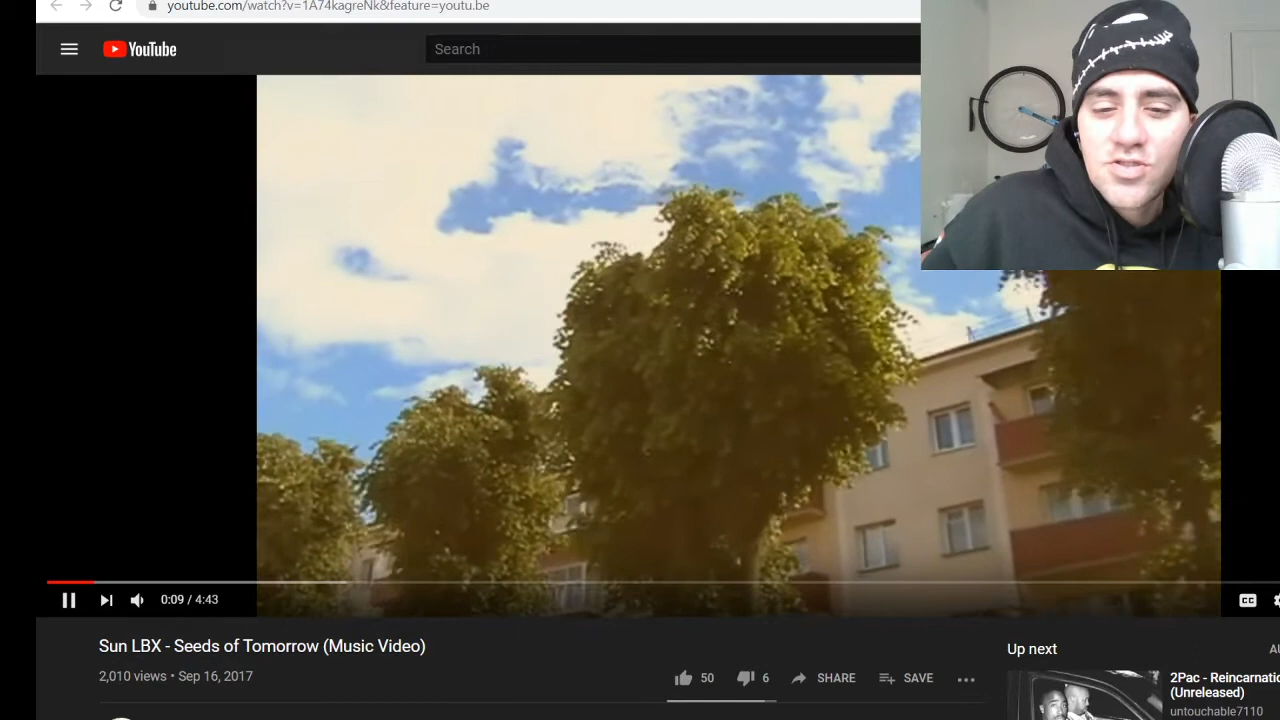 youtube.com/watch?v=1A74kagreNk&feature=youtu.be
YouTube
Search
0:09 / 4:43
CC
Sun LBX - Seeds of Tomorrow (Music Video)
2,010 views • Sep 16, 2017
50
6
SHARE
SAVE
Up next
2Pac - Reincarnatio
(Unreleased)
untouchable7110